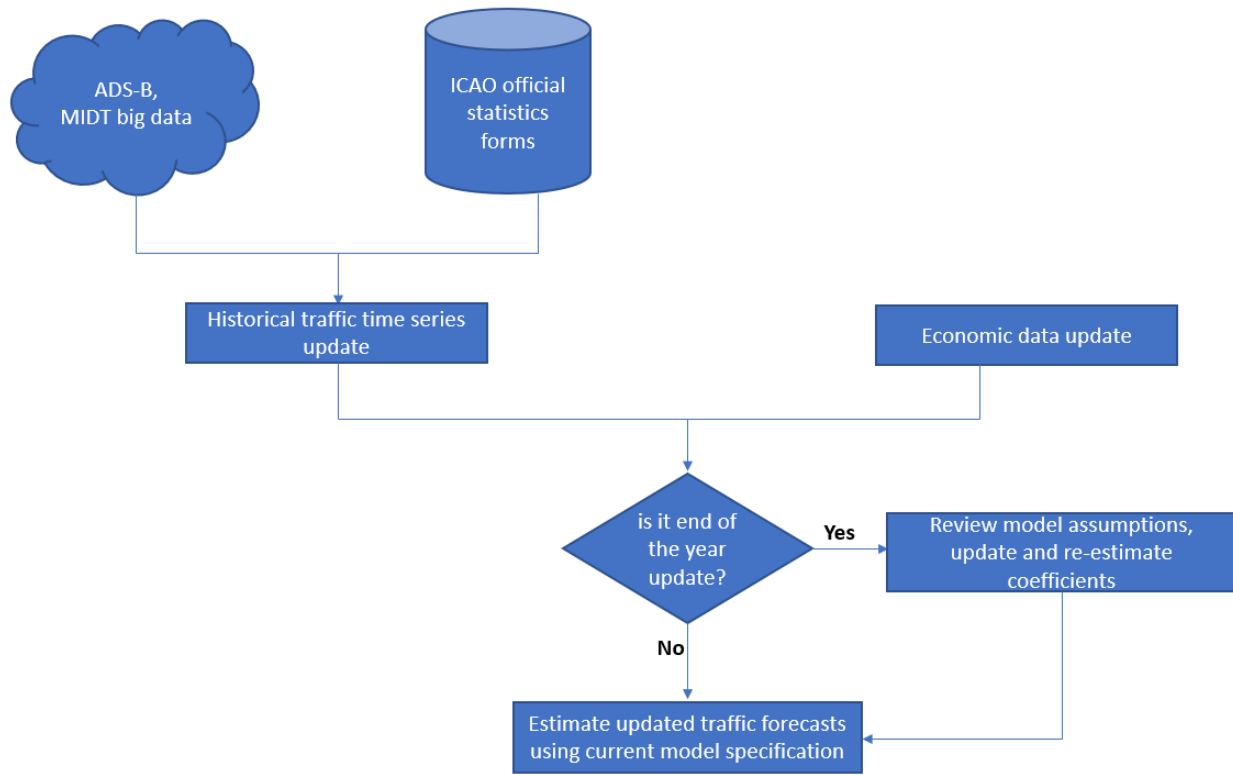 ADS-B,
MIDT big data
ICAO official
statistics
forms
Historical traffic time series
update
Economic data update
is it end of
the year
update?
Yes
Review model assumptions,
update and re-estimate
coefficients
No
Estimate updated traffic forecasts
using current model specification